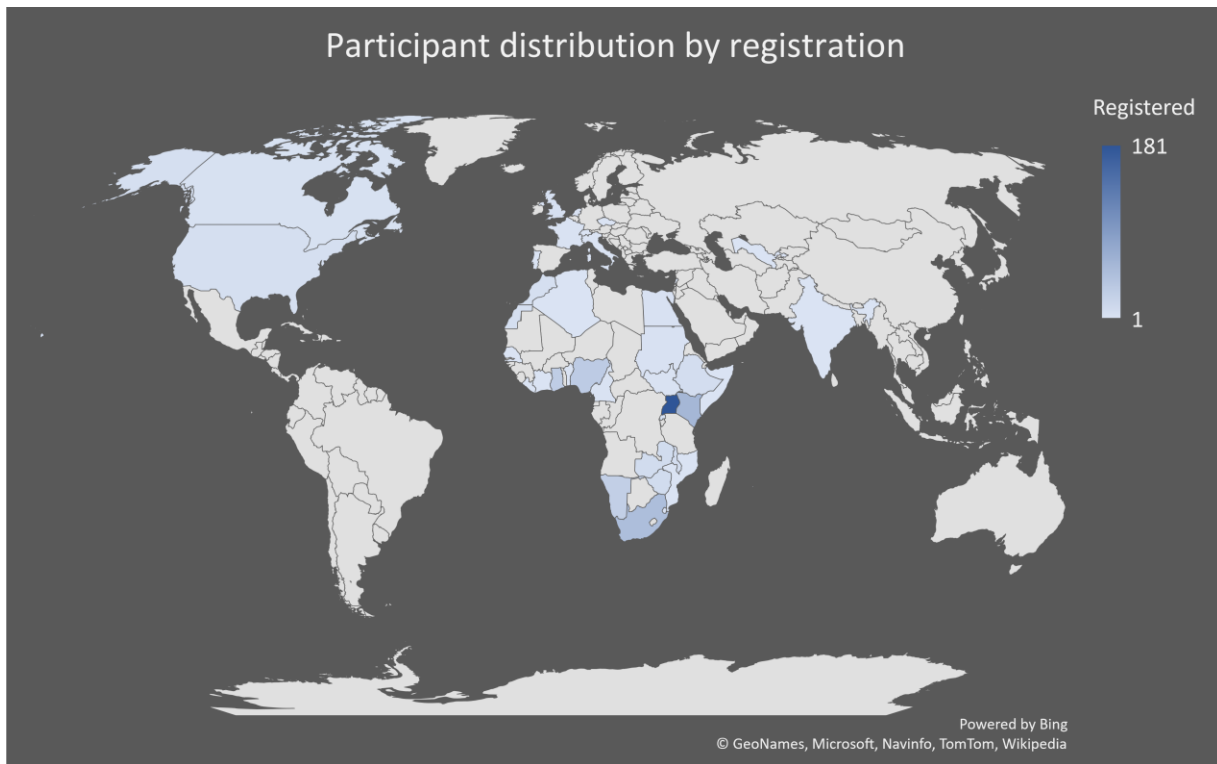 Participant distribution by registration
Registered
181
1
Powered by Bing
© GeoNames, Microsoft, Navinfo, TomTom, Wikipedia